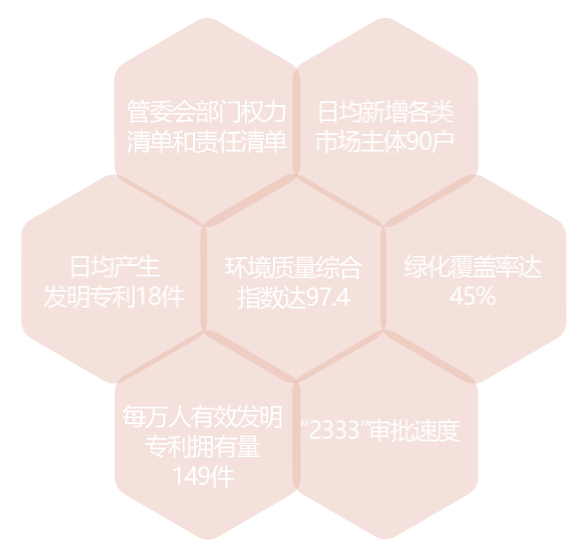 管委会部门权力
清单和责任清单
日均新增各类
市场主体90户
日均产生
发明专利18件
环境质量综合
指数达97.4
绿化覆盖率达
45%
每万人有效发明
专利拥有量
149件
“2333”审批速度